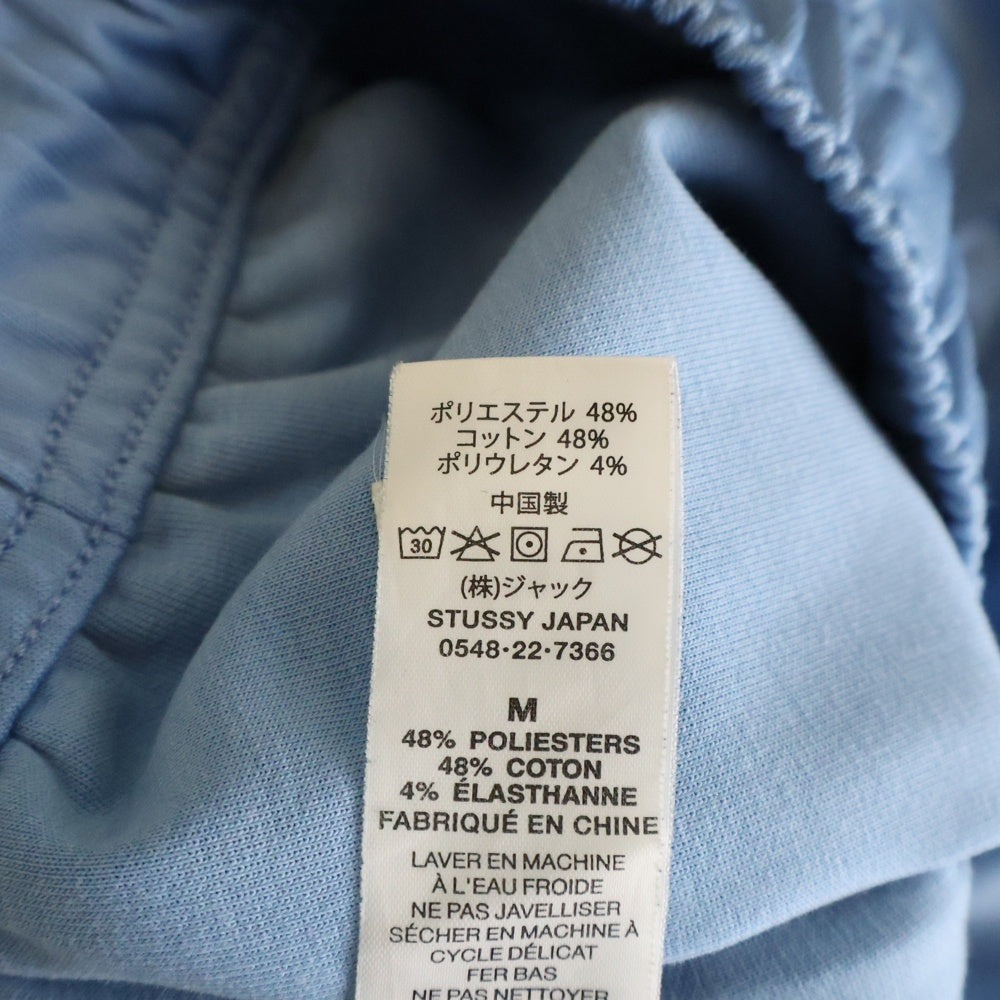 ポリエステル 48%
コットン 48%
ポリウレタン 4%
中国製
30
(株)ジャック
STUSSY JAPAN
0548・22・7366
M
48% POLIESTERS
48% COTON
4% ÉLASTHANNE
FABRIQUÉ EN CHINE
LAVER EN MACHINE
À L'EAU FROIDE
NE PAS JAVELLISER
SÉCHER EN MACHINE À
CYCLE DÉLICAT
FER BAS
NE PAS NETTOYER